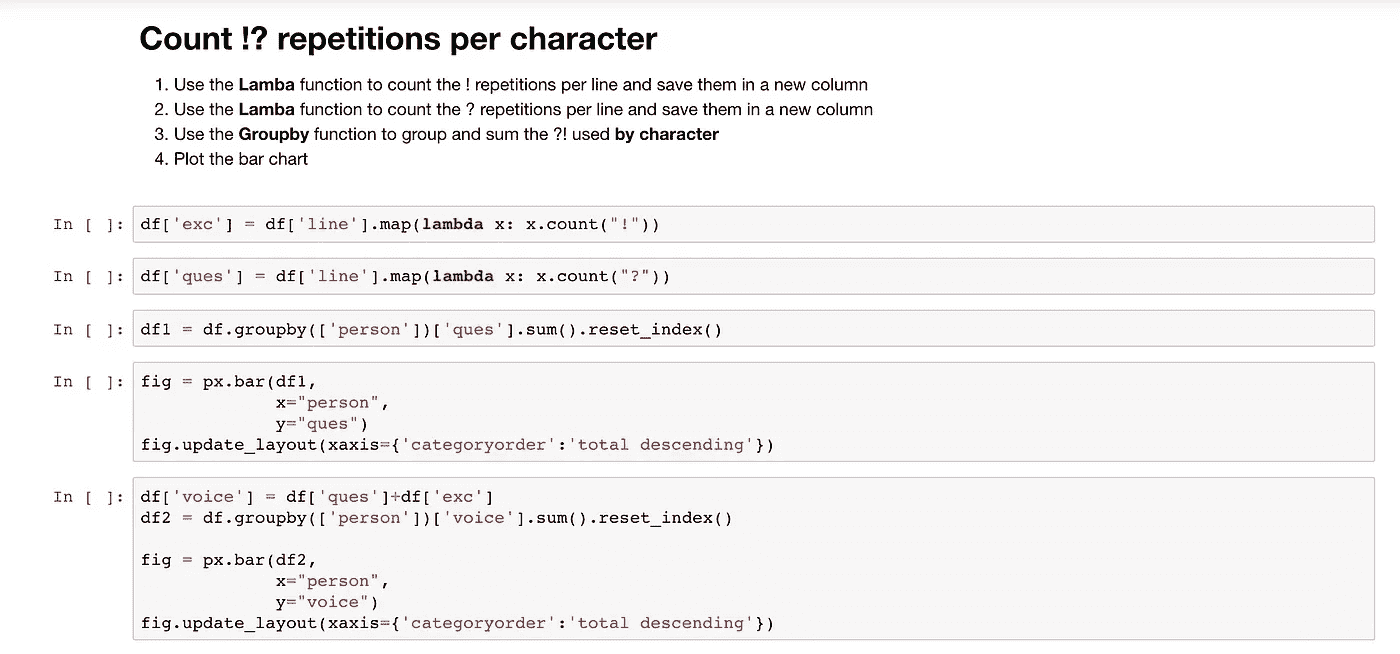 Count !? repetitions per character
1. Use the Lamba function to count the ! repetitions per line and save them in a new column
2. Use the Lamba function to count the ? repetitions per line and save them in a new column
3. Use the Groupby function to group and sum the ?! used by character
4. Plot the bar chart
In [ ]: df['exc'] = df['line'].map(lambda x: x.count("!"))
In [ ]: df['ques'] = df['line'].map(lambda x: x.count("?"))
In [ ]: df1 = df.groupby(['person'])['ques'].sum().reset_index()
In [ ]: fig = px.bar(df1,
x="person",
y="ques")
fig.update_layout(xaxis={'categoryorder':'total descending'})
In [ ]: df['voice'] = df['ques']÷df['exc']
df2 = df.groupby(['person'])['voice'].sum().reset_index()
fig = px.bar(df2,
x="person",
y="voice")
fig.update_layout(xaxis={'categoryorder':'total descending'})